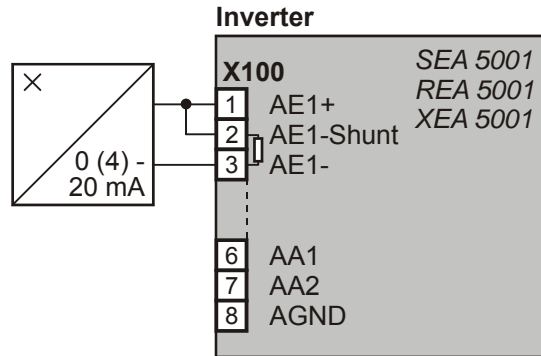 Inverter
X100
SEA 5001
REA 5001
XEA 5001
×
0 (4) -
20 mA
1 AE1+
2 AE1-Shunt
3 AE1-
6 AA1
7 AA2
8 AGND